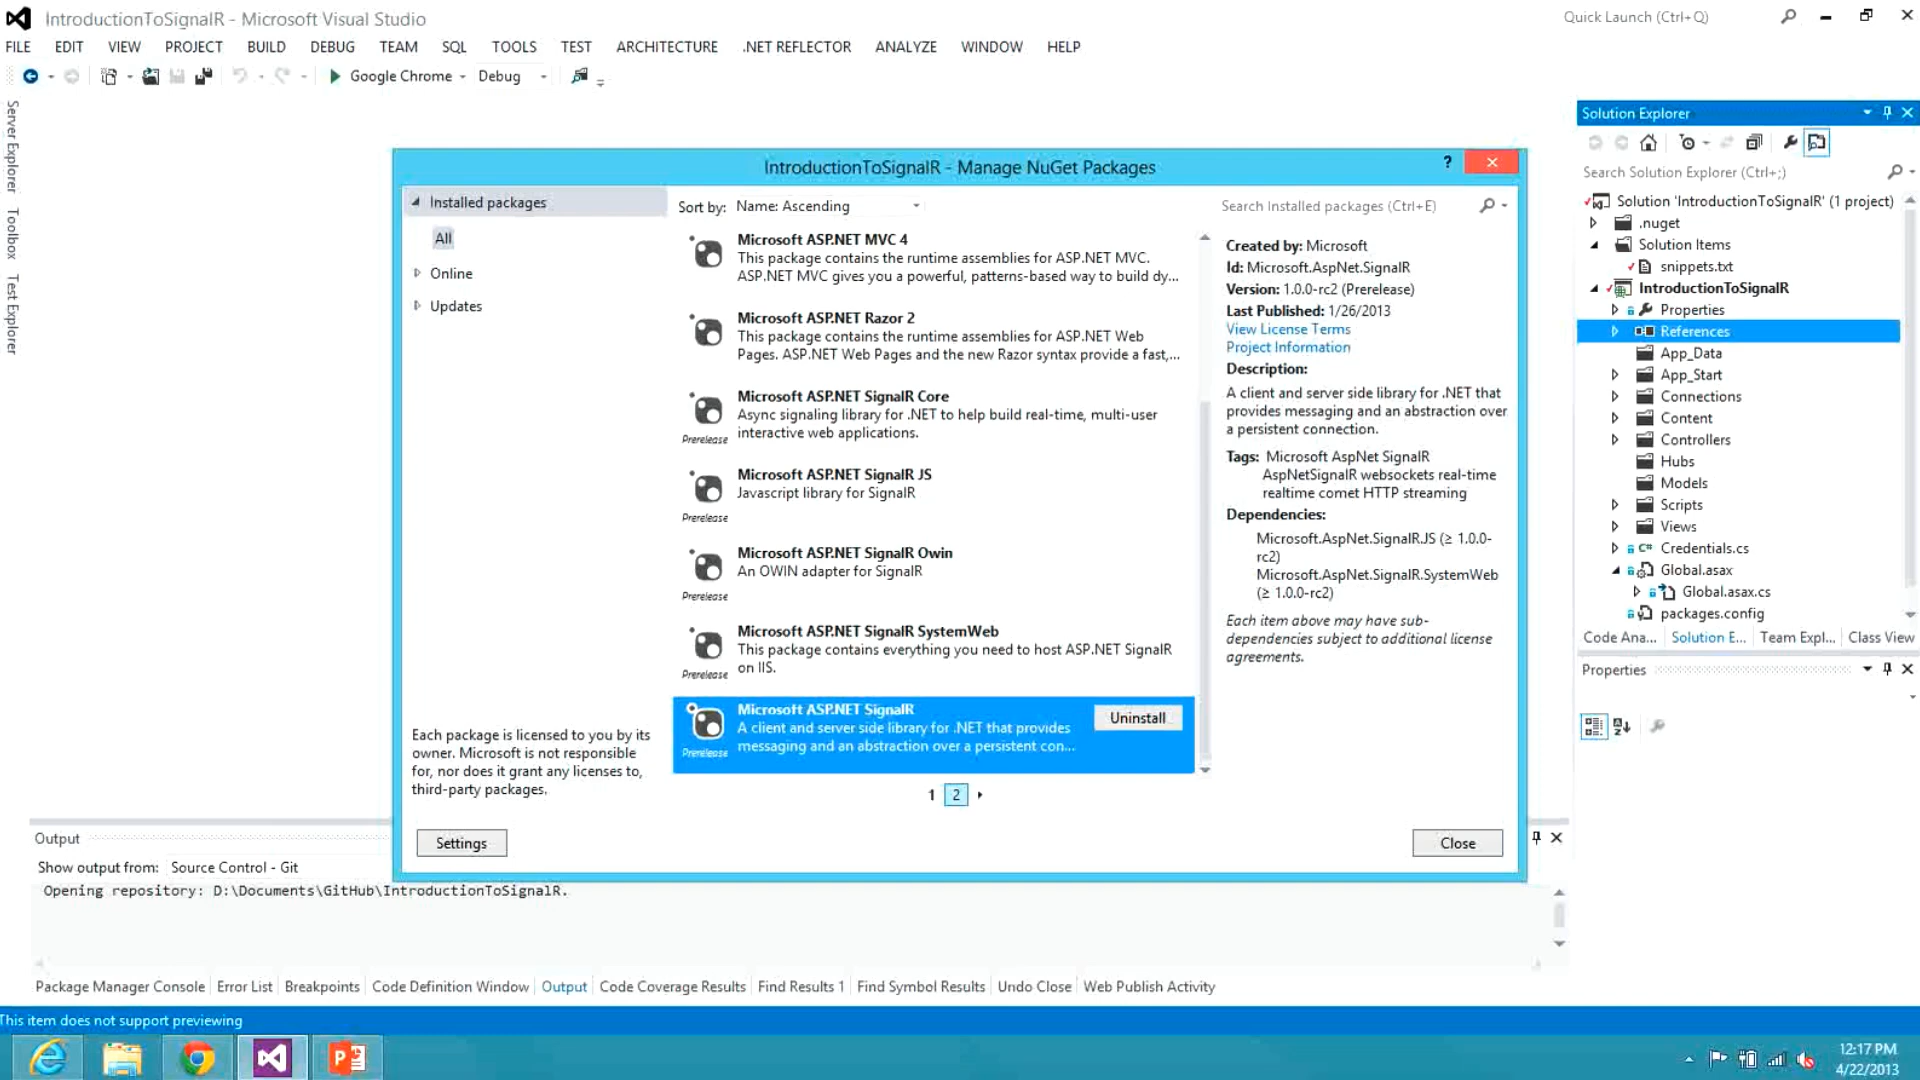 IntroductionToSignalR - Microsoft Visual Studio
Quick Launch (Ctrl+Q)
FILE EDIT VIEW PROJECT BUILD DEBUG TEAM SQL TOOLS TEST ARCHITECTURE .NET REFLECTOR ANALYZE WINDOW HELP
Google Chrome Debug
Server Explorer
Toolbox
Test Explorer
IntroductionToSignalR - Manage NuGet Packages
?
Installed packages
All
Online
Updates
Each package is licensed to you by its
owner. Microsoft is not responsible
for, nor does it grant any licenses to,
third-party packages.
Settings
Sort by: Name: Ascending
Microsoft ASP.NET MVC 4
This package contains the runtime assemblies for ASP.NET MVC.
ASP.NET MVC gives you a powerful, patterns-based way to build dy...
Microsoft ASP.NET Razor 2
This package contains the runtime assemblies for ASP.NET Web
Pages. ASP.NET Web Pages and the new Razor syntax provide a fast,...
Microsoft ASP.NET SignalR Core
Async signaling library for .NET to help build real-time, multi-user
interactive web applications.
Prerelease
Microsoft ASP.NET SignalR JS
Javascript library for SignalR
Prerelease
Microsoft ASP.NET SignalR Owin
An OWIN adapter for SignalR
Prerelease
Microsoft ASP.NET SignalR SystemWeb
This package contains everything you need to host ASP.NET SignalR
on IIS.
Prerelease
Microsoft ASP.NET SignalR
A client and server side library for .NET that provides
messaging and an abstraction over a persistent con...
Prerelease
Uninstall
1 2
Search Installed packages (Ctrl+E)
Created by: Microsoft
Id: Microsoft.AspNet.SignalR
Version: 1.0.0-rc2 (Prerelease)
Last Published: 1/26/2013
View License Terms
Project Information
Description:
A client and server side library for .NET that
provides messaging and an abstraction over
a persistent connection.
Tags: Microsoft AspNet SignalR
AspNetSignalR websockets real-time
realtime comet HTTP streaming
Dependencies:
Microsoft.AspNet.SignalR.JS (≥ 1.0.0-
rc2)
Microsoft.AspNet.SignalR.SystemWeb
(≥ 1.0.0-rc2)
Each item above may have sub-
dependencies subject to additional license
agreements.
Close
Solution Explorer
Search Solution Explorer (Ctrl+;)
Solution 'IntroductionToSignalR' (1 project)
.nuget
Solution Items
snippets.txt
IntroductionToSignalR
Properties
References
App_Data
App_Start
Connections
Content
Controllers
Hubs
Models
Scripts
Views
C# Credentials.cs
Global.asax
Global.asax.cs
packages.config
Code Ana... Solution E... Team Expl... Class View
Properties
Output
Show output from: Source Control - Git
Opening repository: D:\Documents\GitHub\IntroductionToSignalR.
Package Manager Console Error List Breakpoints Code Definition Window Output Code Coverage Results Find Results 1 Find Symbol Results Undo Close Web Publish Activity
This item does not support previewing
12:17 PM
4/22/2013